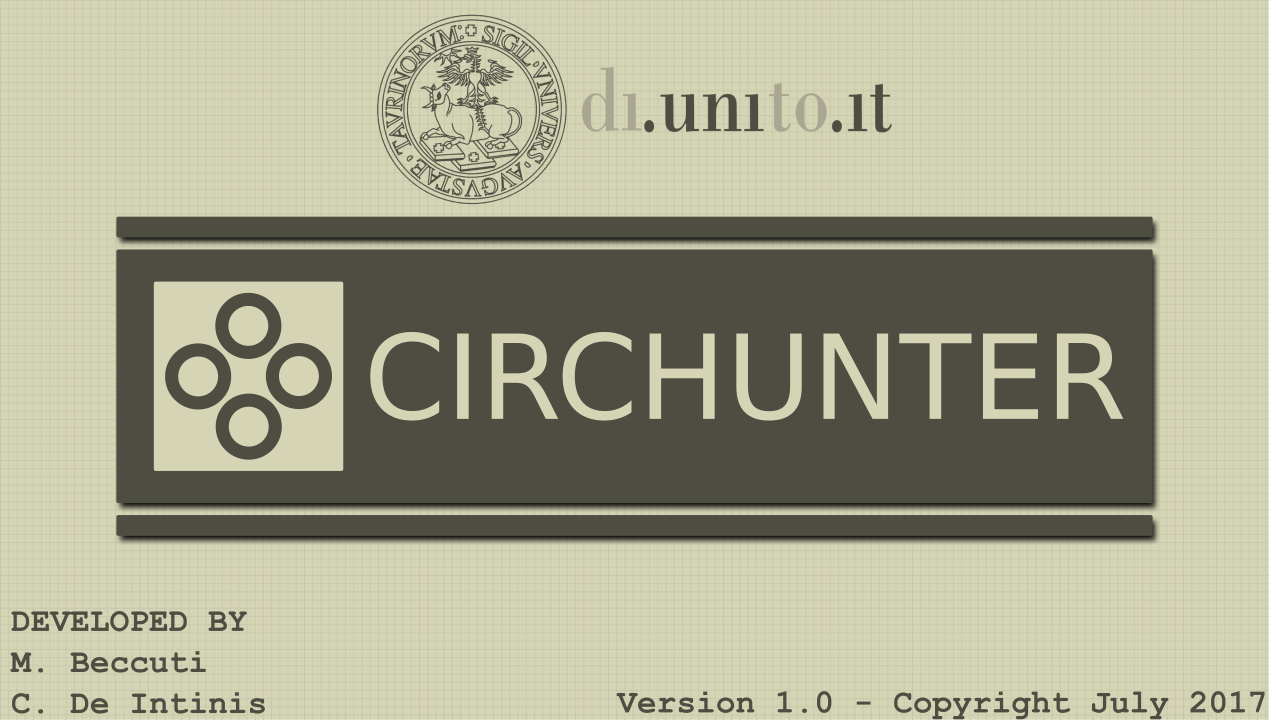 SIGIL·VNIVERS·AVGVSTAE·TAVRINORVM:
di.unito.it
CIRCHUNTER
DEVELOPED BY
M. Beccuti
C. De Intinis
Version 1.0 - Copyright July 2017